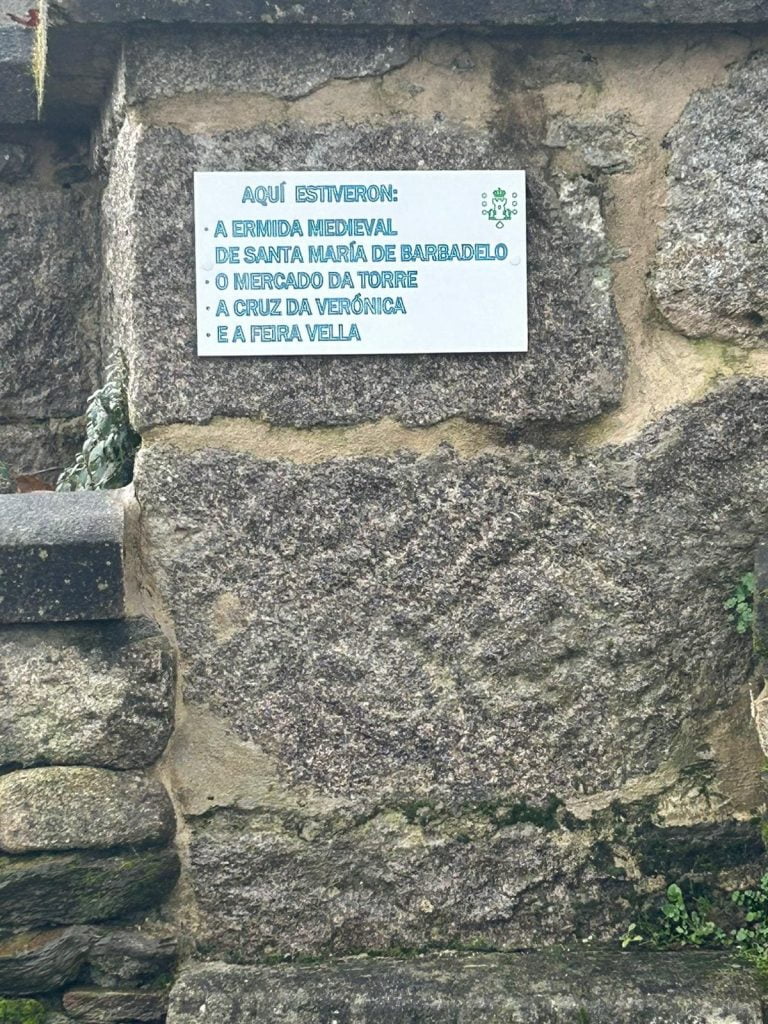 AQUÍ ESTIVERON:
· A ERMIDA MEDIEVAL
DE SANTA MARÍA DE BARBADELO
· O MERCADO DA TORRE
· A CRUZ DA VERÓNICA
· E A FEIRA VELLA